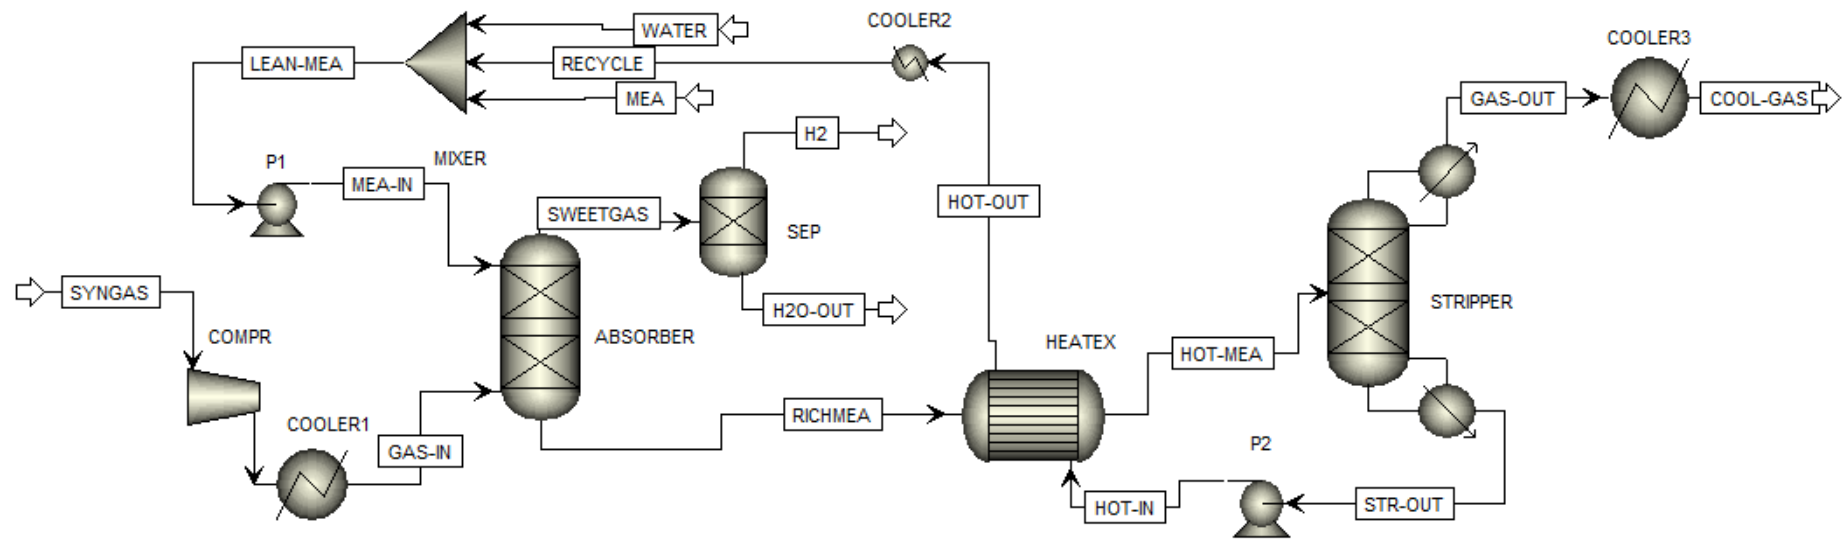 COOLER2
WATER
COOLER3
LEAN-MEA
RECYCLE
MEA
GAS-OUT
COOL-GAS
H2
P1
MIXER
MEA-IN
HOT-OUT
SWEETGAS
SEP
SYNGAS
STRIPPER
H2O-OUT
COMPR
ABSORBER
HEATEX
HOT-MEA
RICHMEA
COOLER1
GAS-IN
P2
HOT-IN
STR-OUT